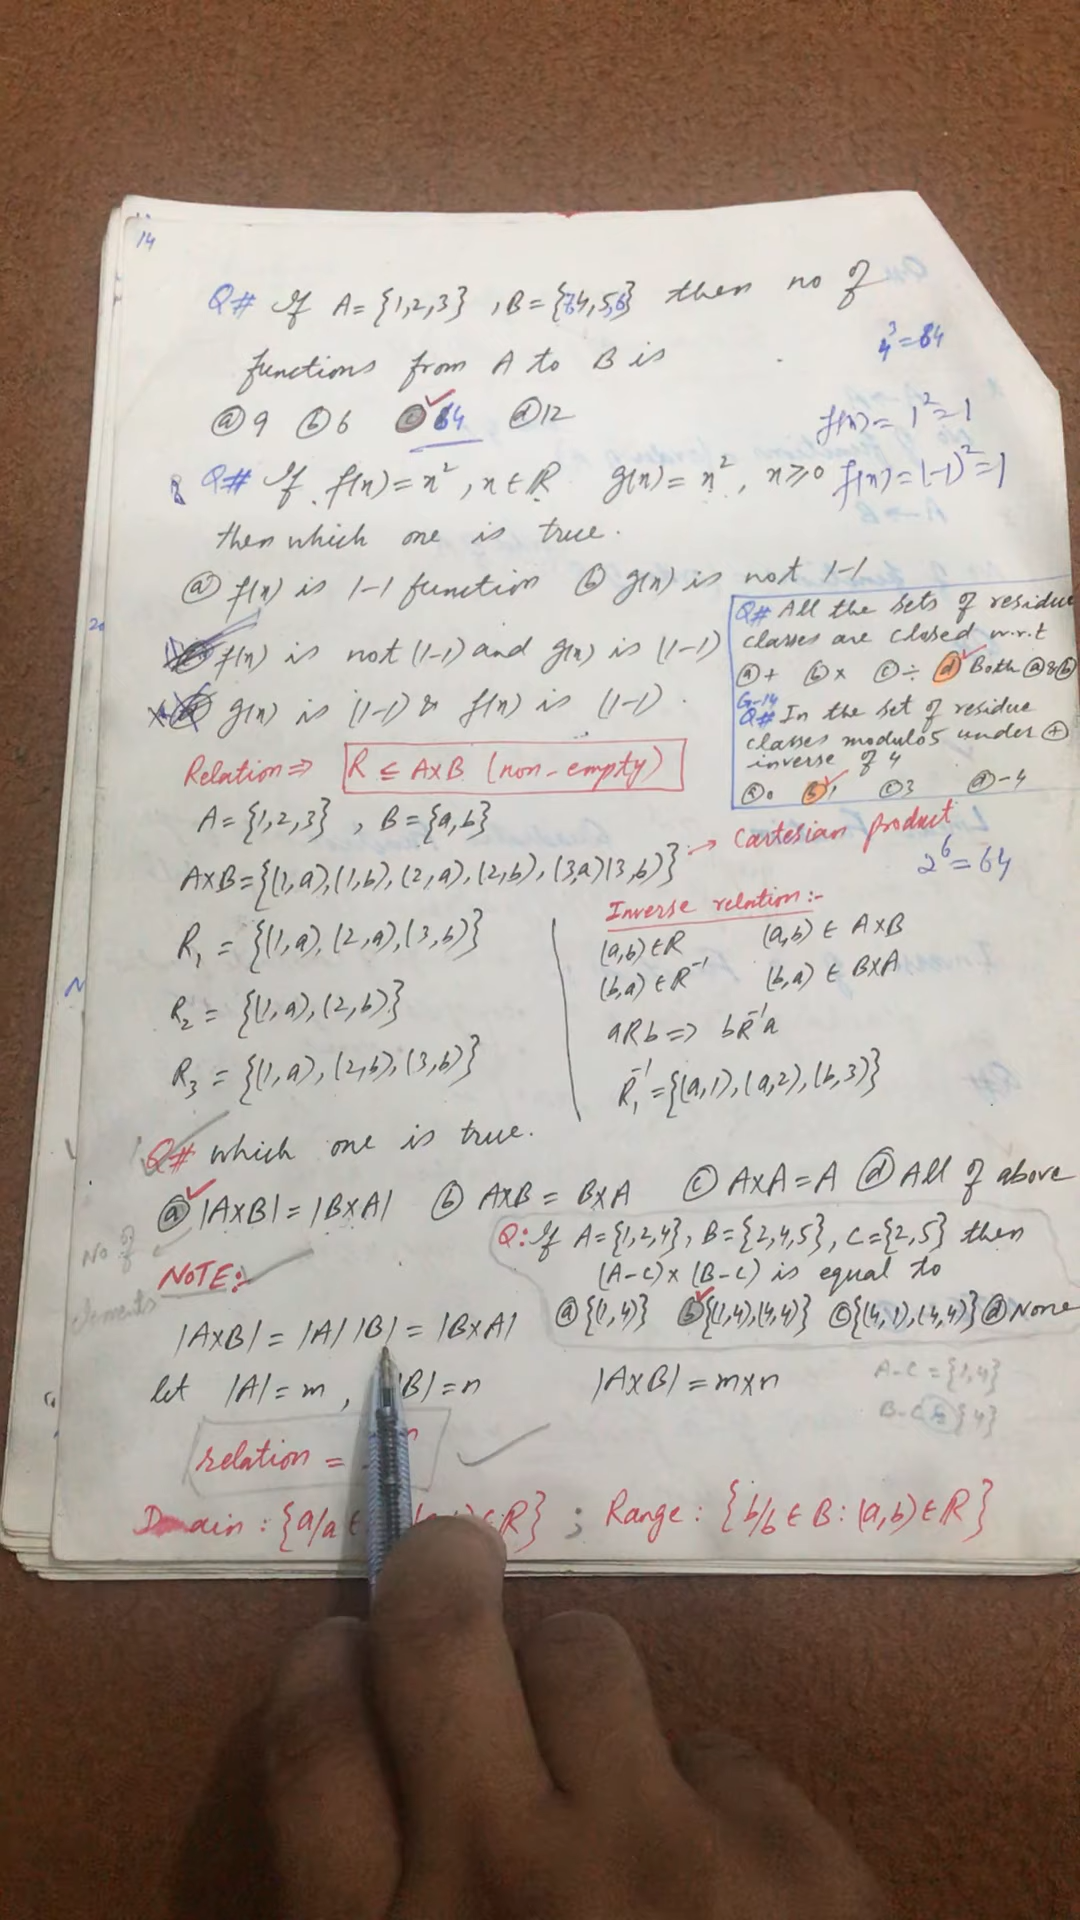 14
Q# If A = {1,2,3} , B = {7,4,5,6} then no of
functions from A to B is
4³ = 64
ⓐ 9 ⓑ 6 ⓒ 64 ⓓ 12
f(x) = 1² = 1
Q# If f(x) = x² , x ∈ R g(x) = x² , x ≥ 0 f(x) = (-1)² = 1
then which one is true.
ⓐ f(x) is 1-1 function ⓑ g(x) is not 1-1
f(x) is not (1-1) and g(x) is (1-1)
g(x) is (1-1) & f(x) is (1-1).
Q# All the sets of residue
classes are closed w.r.t
ⓐ + ⓑ × ⓒ ÷ ⓓ Both ⓐ & ⓑ
G-14
Q# In the set of residue
classes modulo 5 under ⊕
inverse of 4
ⓐ 0 ⓑ 1 ⓒ 3 ⓓ -4
20
Relation ⇒ R ⊆ A×B (non-empty)
A = {1,2,3} , B = {a,b}
A×B = {(1,a),(1,b),(2,a),(2,b),(3,a)(3,b)} → Cartesian product
2⁶ = 64
R₁ = {(1,a),(2,a),(3,b)}
R₂ = {(1,a),(2,b)}
R₃ = {(1,a),(2,b),(3,b)}
Inverse relation:-
(a,b) ∈ R (a,b) ∈ A×B
(b,a) ∈ R⁻¹ (b,a) ∈ B×A
aRb ⇒ bR⁻¹a
R₁⁻¹ = {(a,1),(a,2),(b,3)}
Q# which one is true.
ⓐ |A×B| = |B×A| ⓑ A×B = B×A ⓒ A×A = A ⓓ All of above
No of
elements
Q: If A = {1,2,4}, B = {2,4,5}, C = {2,5} then
(A-C)×(B-C) is equal to
ⓐ {(1,4)} ⓑ {(1,4),(4,4)} ⓒ {(4,1),(4,4)} ⓓ None
A-C = {1,4}
B-C = {4}
NOTE:-
|A×B| = |A| |B| = |B×A|
let |A| = m , |B| = n |A×B| = m×n
relation =
Domain : {a/a ∈ R} ; Range : {b/b ∈ B : (a,b) ∈ R}